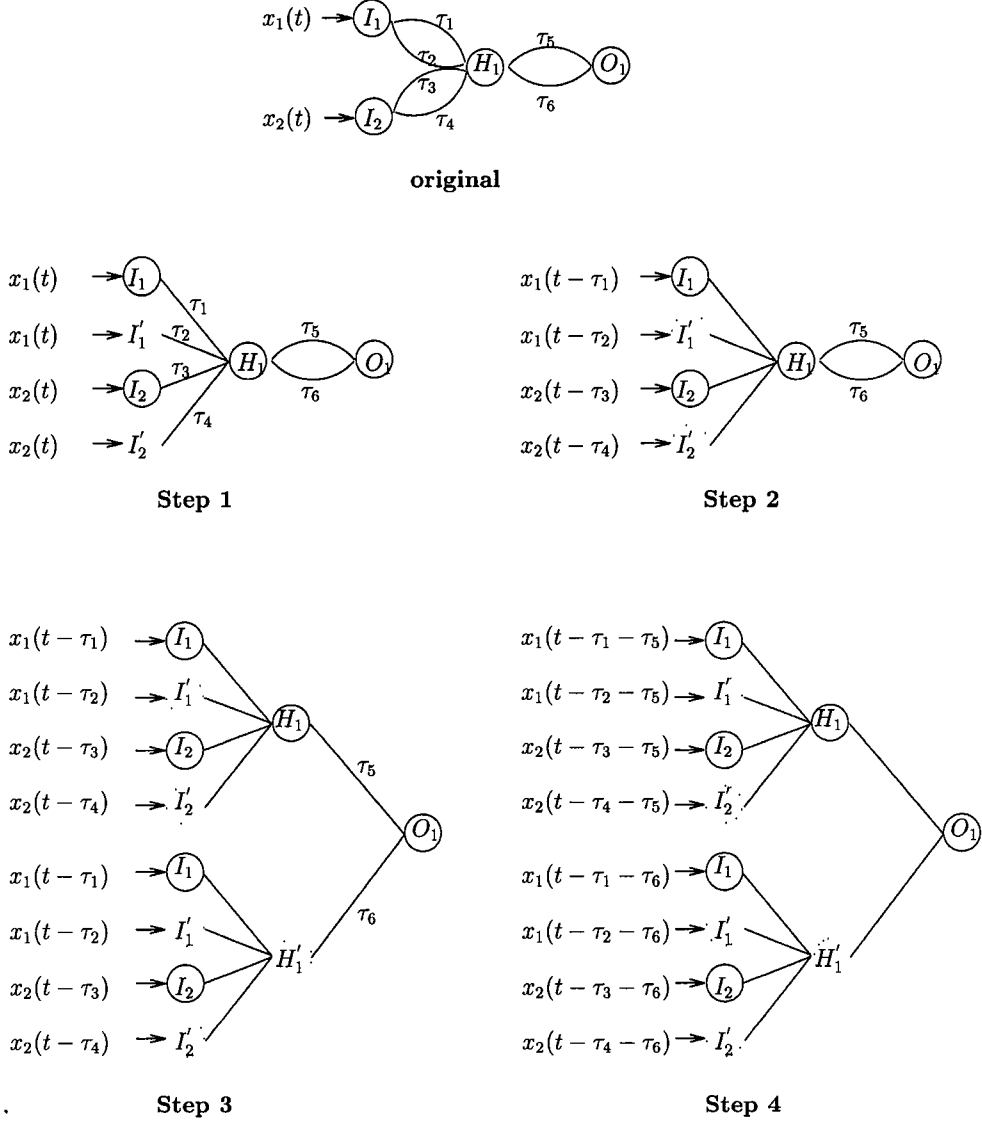 x₁(t) I₁ τ₁
τ₂ H₁ τ₅ O₁
τ₃ τ₆
x₂(t) I₂ τ₄
original
x₁(t) I₁ τ₁
x₁(t) I₁′ τ₂ τ₅
x₂(t) I₂ τ₃ H₁ τ₆ O₁
x₂(t) I₂′ τ₄
Step 1
x₁(t − τ₁) I₁
x₁(t − τ₂) I₁′ τ₅
x₂(t − τ₃) I₂ H₁ τ₆ O₁
x₂(t − τ₄) I₂′
Step 2
x₁(t − τ₁) I₁
x₁(t − τ₂) I₁′ H₁
x₂(t − τ₃) I₂ τ₅
x₂(t − τ₄) I₂′
O₁
x₁(t − τ₁) I₁
x₁(t − τ₂) I₁′ τ₆
x₂(t − τ₃) I₂ H₁′
x₂(t − τ₄) I₂′
Step 3
x₁(t − τ₁ − τ₅) I₁
x₁(t − τ₂ − τ₅) I₁′ H₁
x₂(t − τ₃ − τ₅) I₂
x₂(t − τ₄ − τ₅) I₂′
O₁
x₁(t − τ₁ − τ₆) I₁
x₁(t − τ₂ − τ₆) I₁′
x₂(t − τ₃ − τ₆) I₂ H₁′
x₂(t − τ₄ − τ₆) I₂′
Step 4